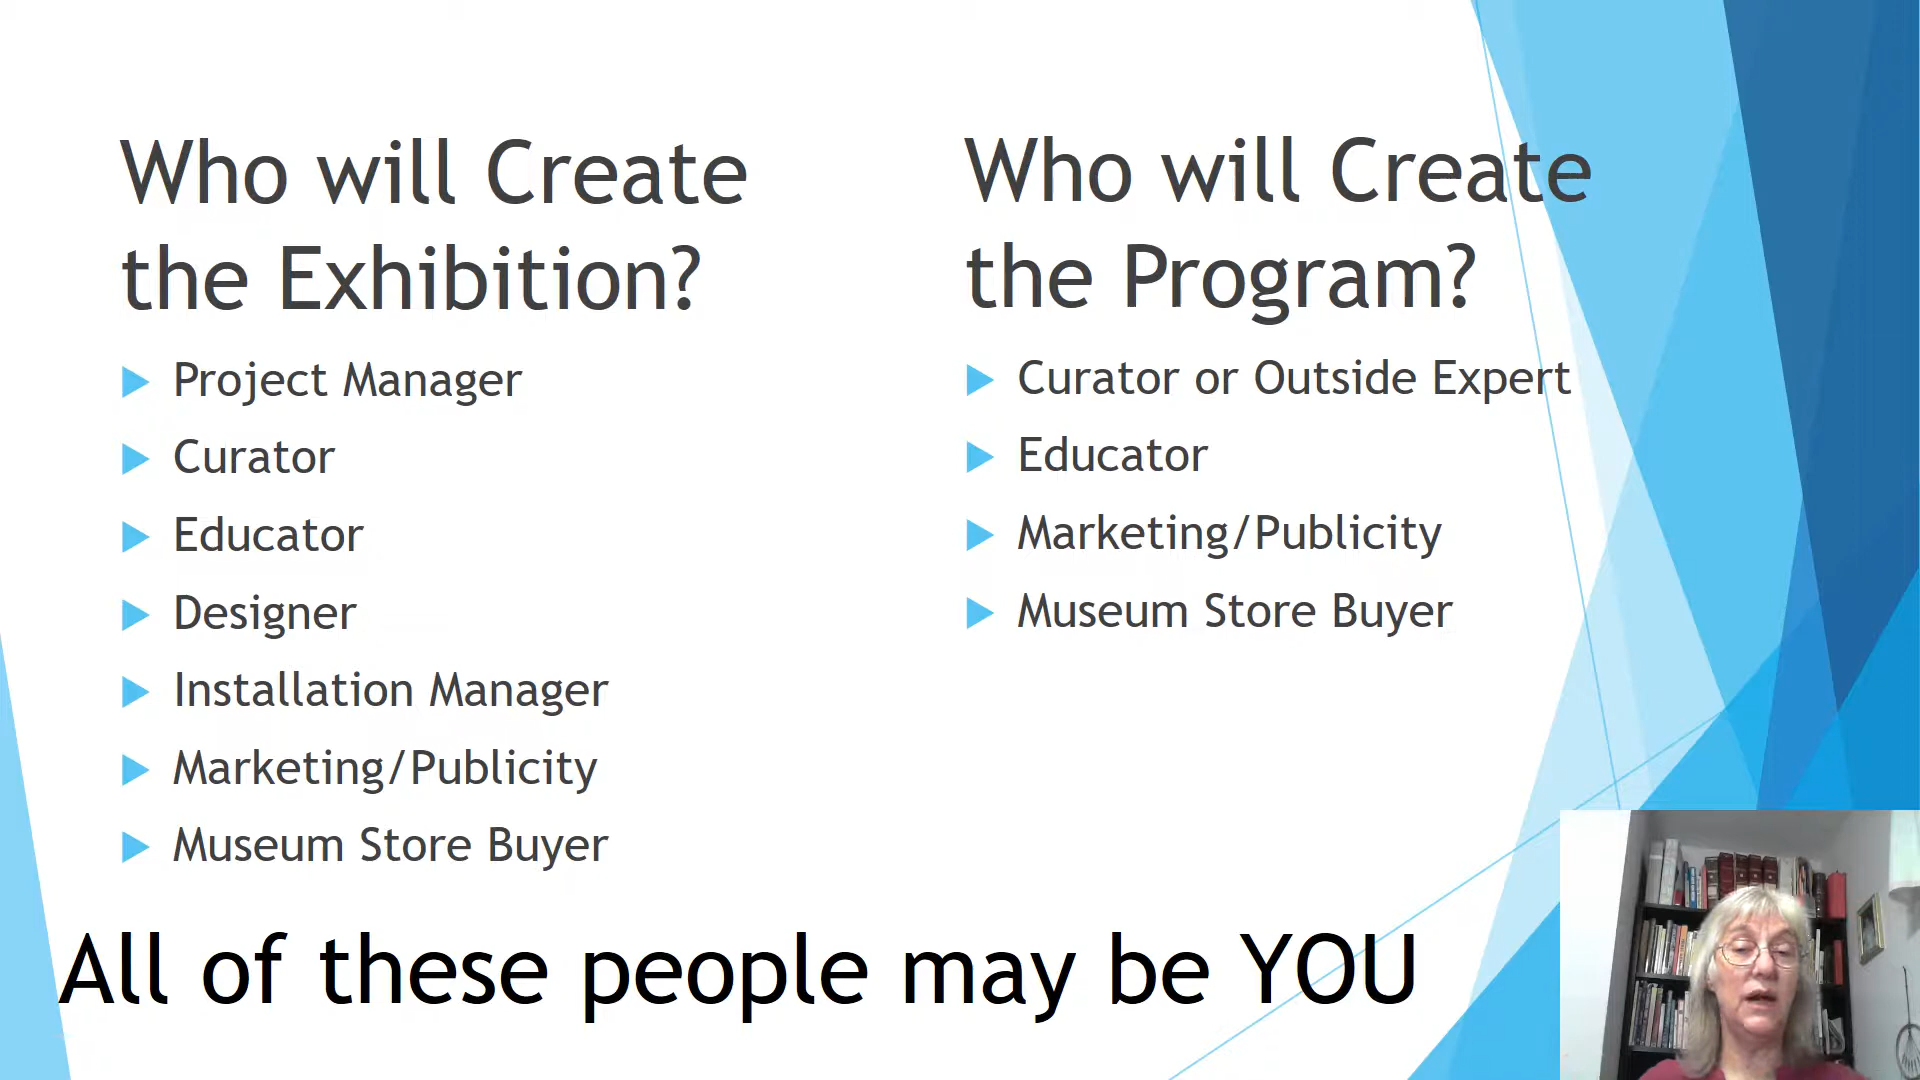 Who will Create
the Exhibition?
Project Manager
Curator
Educator
Designer
Installation Manager
Marketing/Publicity
Museum Store Buyer
Who will Create
the Program?
Curator or Outside Expert
Educator
Marketing/Publicity
Museum Store Buyer
All of these people may be YOU